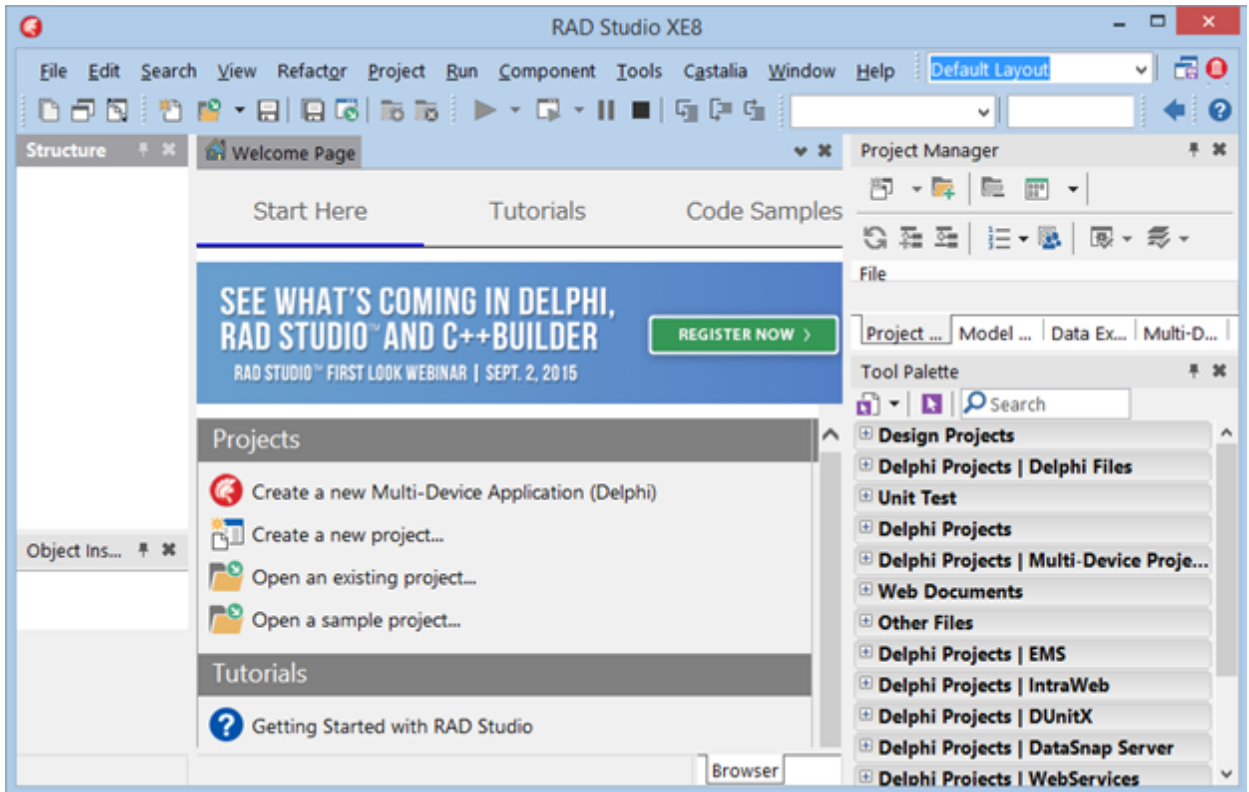 RAD Studio XE8
File Edit Search View Refactor Project Run Component Tools Castalia Window Help Default Layout
Structure
Welcome Page
Start Here Tutorials Code Samples
SEE WHAT'S COMING IN DELPHI,
RAD STUDIO™ AND C++BUILDER
RAD STUDIO™ FIRST LOOK WEBINAR | SEPT. 2, 2015
REGISTER NOW >
Projects
Create a new Multi-Device Application (Delphi)
Create a new project...
Open an existing project...
Open a sample project...
Tutorials
Getting Started with RAD Studio
Browser
Object Ins...
Project Manager
File
Project ... Model ... Data Ex... Multi-D...
Tool Palette
Search
Design Projects
Delphi Projects | Delphi Files
Unit Test
Delphi Projects
Delphi Projects | Multi-Device Proje...
Web Documents
Other Files
Delphi Projects | EMS
Delphi Projects | IntraWeb
Delphi Projects | DUnitX
Delphi Projects | DataSnap Server
Delphi Projects | WebServices